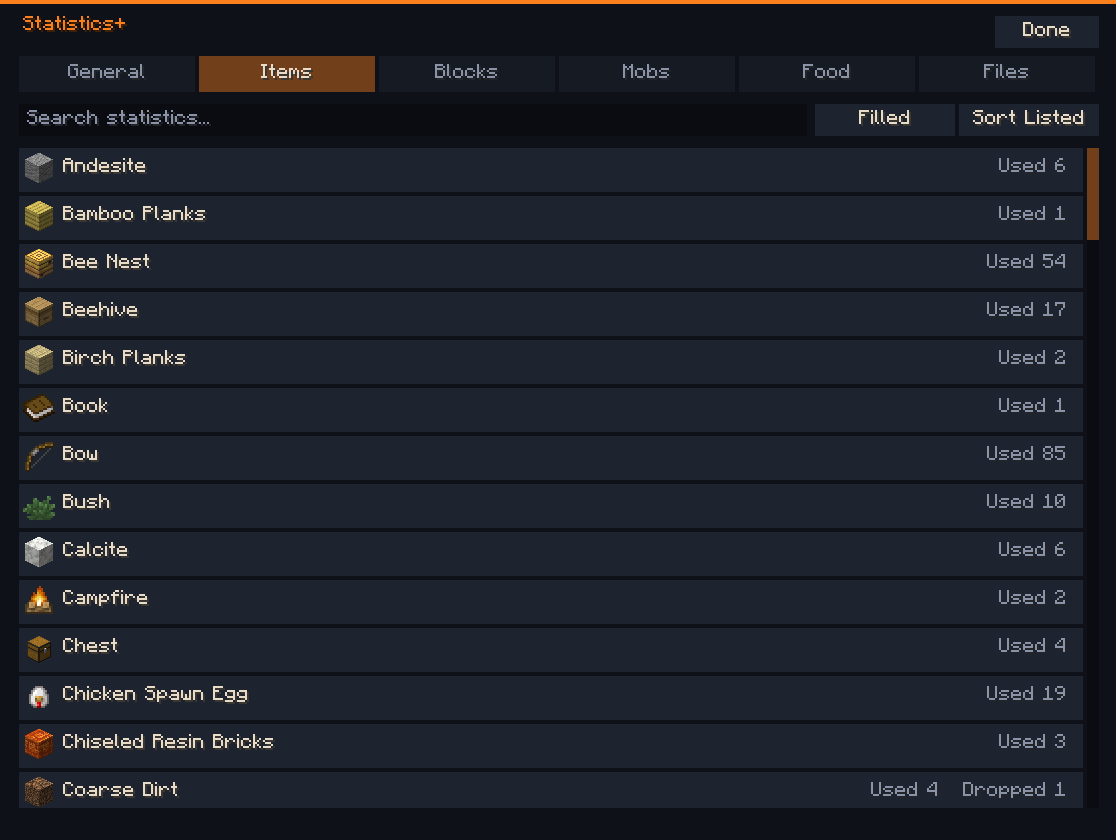 Statistics+
Done
General Items Blocks Mobs Food Files
Search statistics... Filled Sort Listed
Andesite Used 6
Bamboo Planks Used 1
Bee Nest Used 54
Beehive Used 17
Birch Planks Used 2
Book Used 1
Bow Used 85
Bush Used 10
Calcite Used 6
Campfire Used 2
Chest Used 4
Chicken Spawn Egg Used 19
Chiseled Resin Bricks Used 3
Coarse Dirt Used 4 Dropped 1